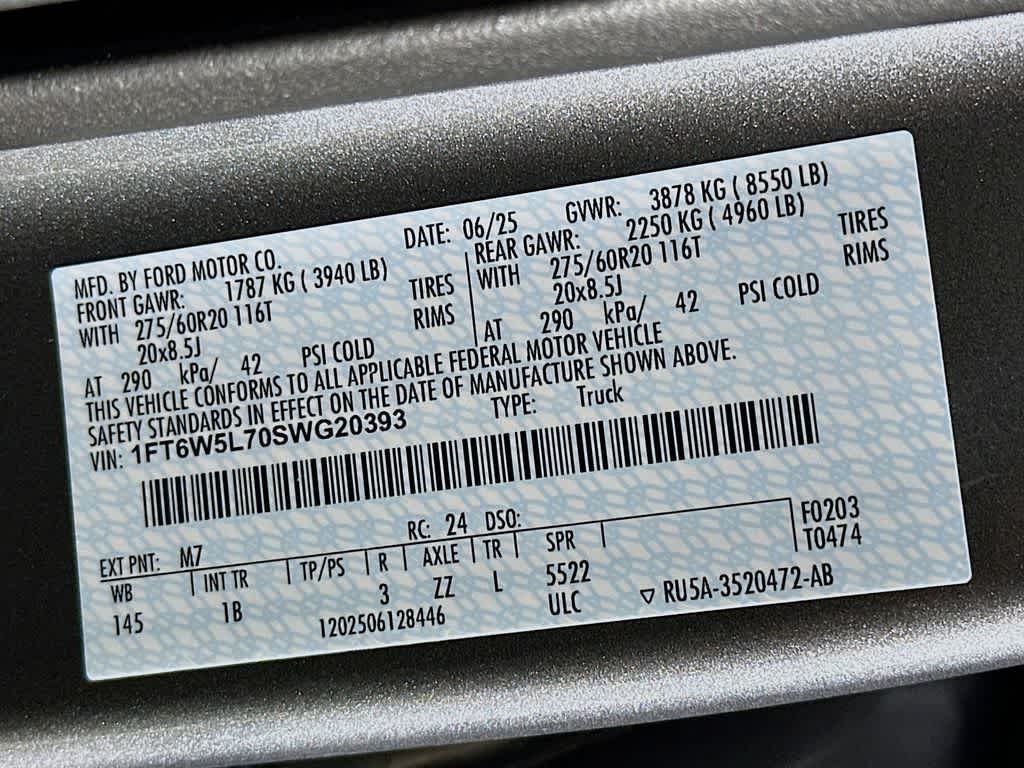 MFD. BY FORD MOTOR CO. DATE: 06/25 GVWR: 3878 KG ( 8550 LB)
FRONT GAWR: 1787 KG ( 3940 LB) REAR GAWR: 2250 KG ( 4960 LB)
WITH 275/60R20 116T TIRES WITH 275/60R20 116T TIRES
20x8.5J RIMS 20x8.5J RIMS
AT 290 kPa/ 42 PSI COLD AT 290 kPa/ 42 PSI COLD
THIS VEHICLE CONFORMS TO ALL APPLICABLE FEDERAL MOTOR VEHICLE
SAFETY STANDARDS IN EFFECT ON THE DATE OF MANUFACTURE SHOWN ABOVE.
VIN: 1FT6W5L70SWG20393 TYPE: Truck
EXT PNT: M7 RC: 24 DSO: F0203
WB INT TR TP/PS R AXLE TR SPR T0474
145 1B 3 ZZ L 5522
1202506128446 ULC ▽ RU5A-3520472-AB